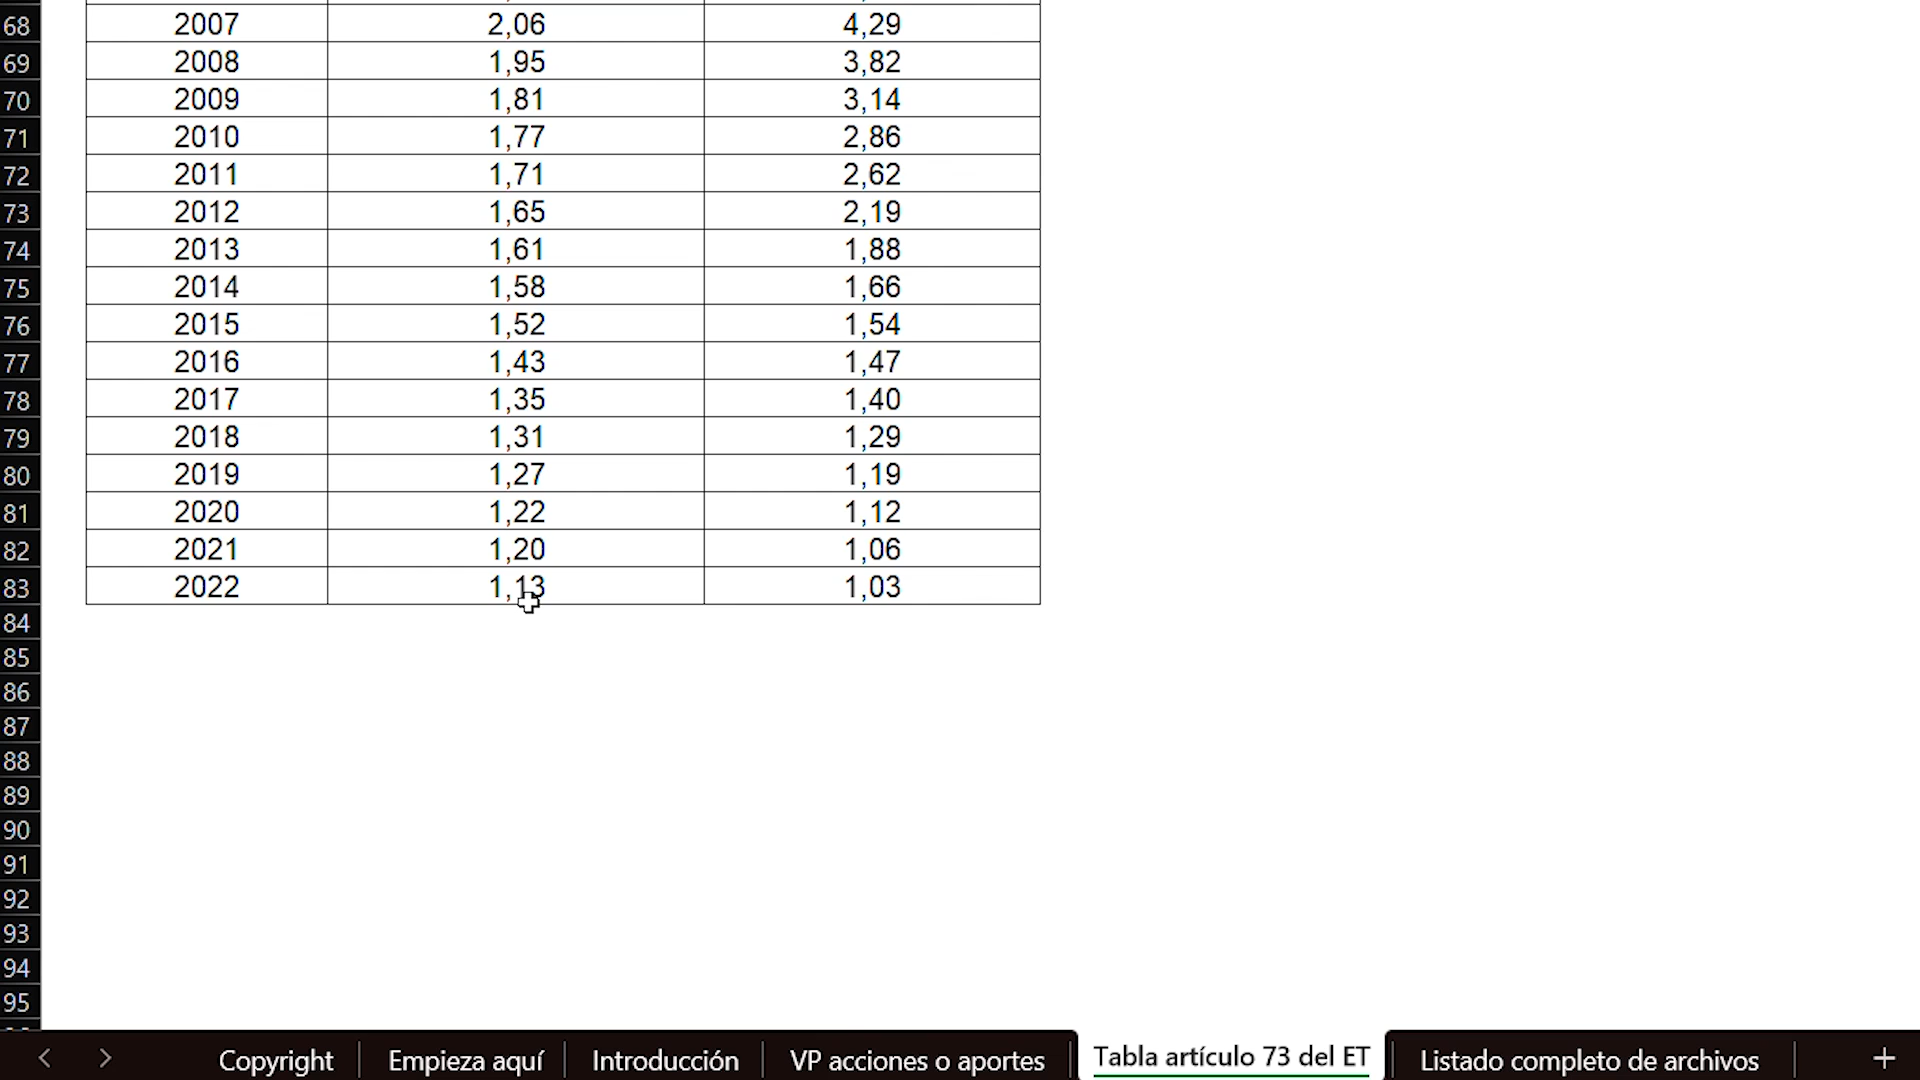 68 2007 2,06 4,29
69 2008 1,95 3,82
70 2009 1,81 3,14
71 2010 1,77 2,86
72 2011 1,71 2,62
73 2012 1,65 2,19
74 2013 1,61 1,88
75 2014 1,58 1,66
76 2015 1,52 1,54
77 2016 1,43 1,47
78 2017 1,35 1,40
79 2018 1,31 1,29
80 2019 1,27 1,19
81 2020 1,22 1,12
82 2021 1,20 1,06
83 2022 1,13 1,03
84
85
86
87
88
89
90
91
92
93
94
95
Copyright Empieza aquí Introducción VP acciones o aportes Tabla artículo 73 del ET Listado completo de archivos